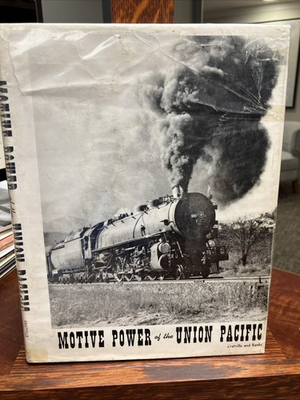 MOTIVE POWER of the UNION PACIFIC
kratville and Ranks